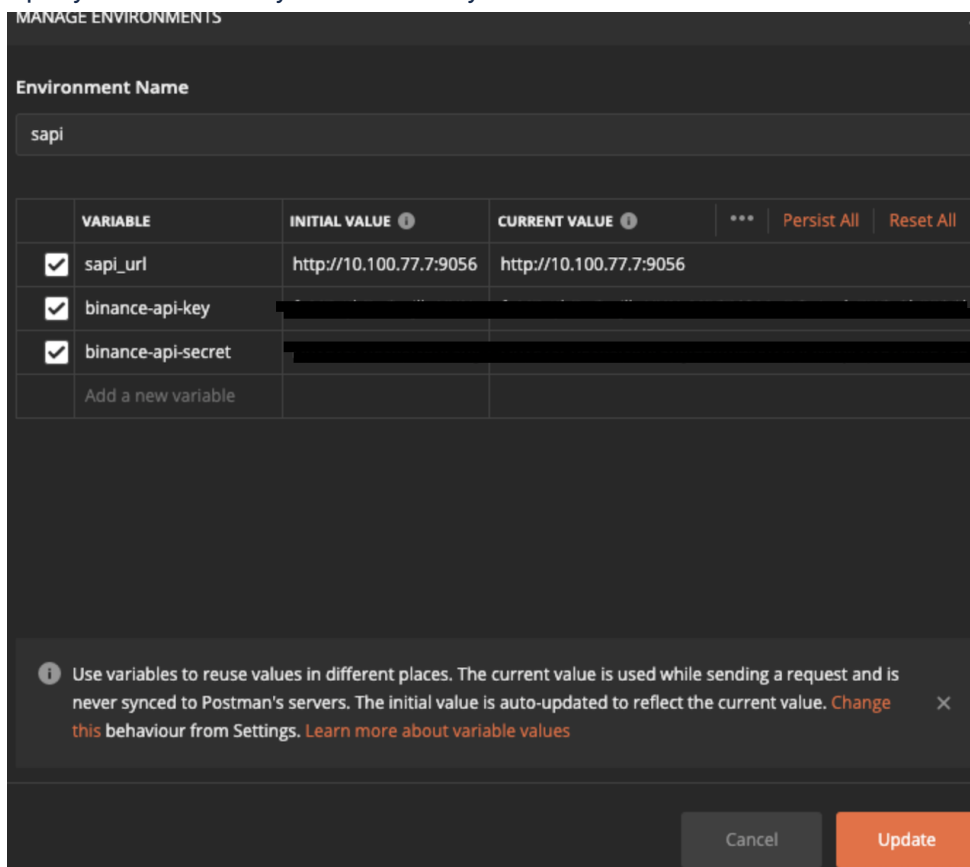 MANAGE ENVIRONMENTS
Environment Name
sapi
VARIABLE INITIAL VALUE CURRENT VALUE ••• Persist All Reset All
sapi_url http://10.100.77.7:9056 http://10.100.77.7:9056
binance-api-key
binance-api-secret
Add a new variable
Use variables to reuse values in different places. The current value is used while sending a request and is
never synced to Postman's servers. The initial value is auto-updated to reflect the current value. Change
this behaviour from Settings. Learn more about variable values
Cancel Update